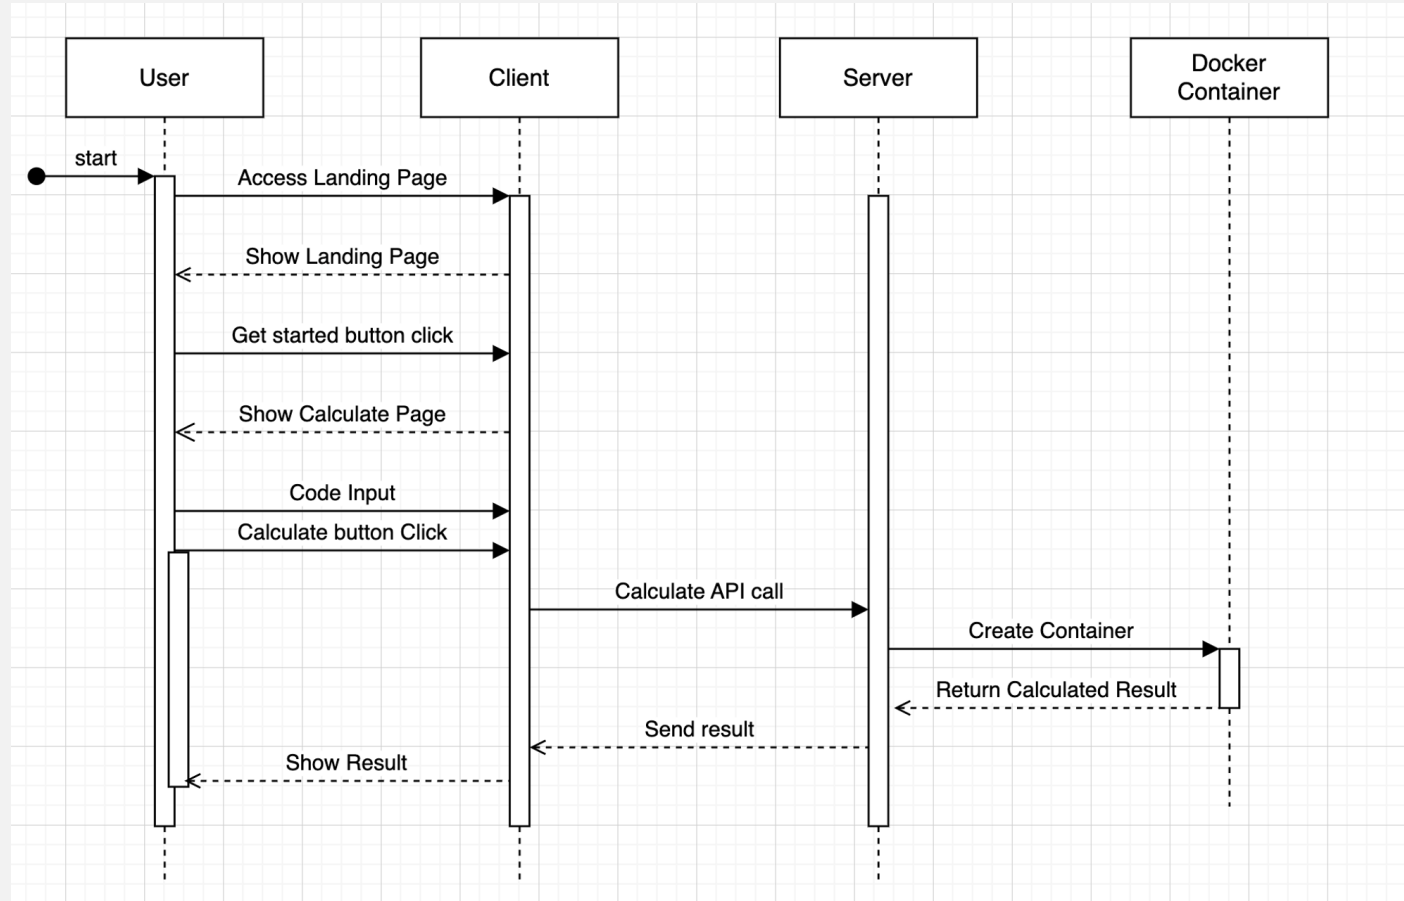 User
Client
Server
Docker
Container
start
Access Landing Page
Show Landing Page
Get started button click
Show Calculate Page
Code Input
Calculate button Click
Calculate API call
Create Container
Return Calculated Result
Send result
Show Result